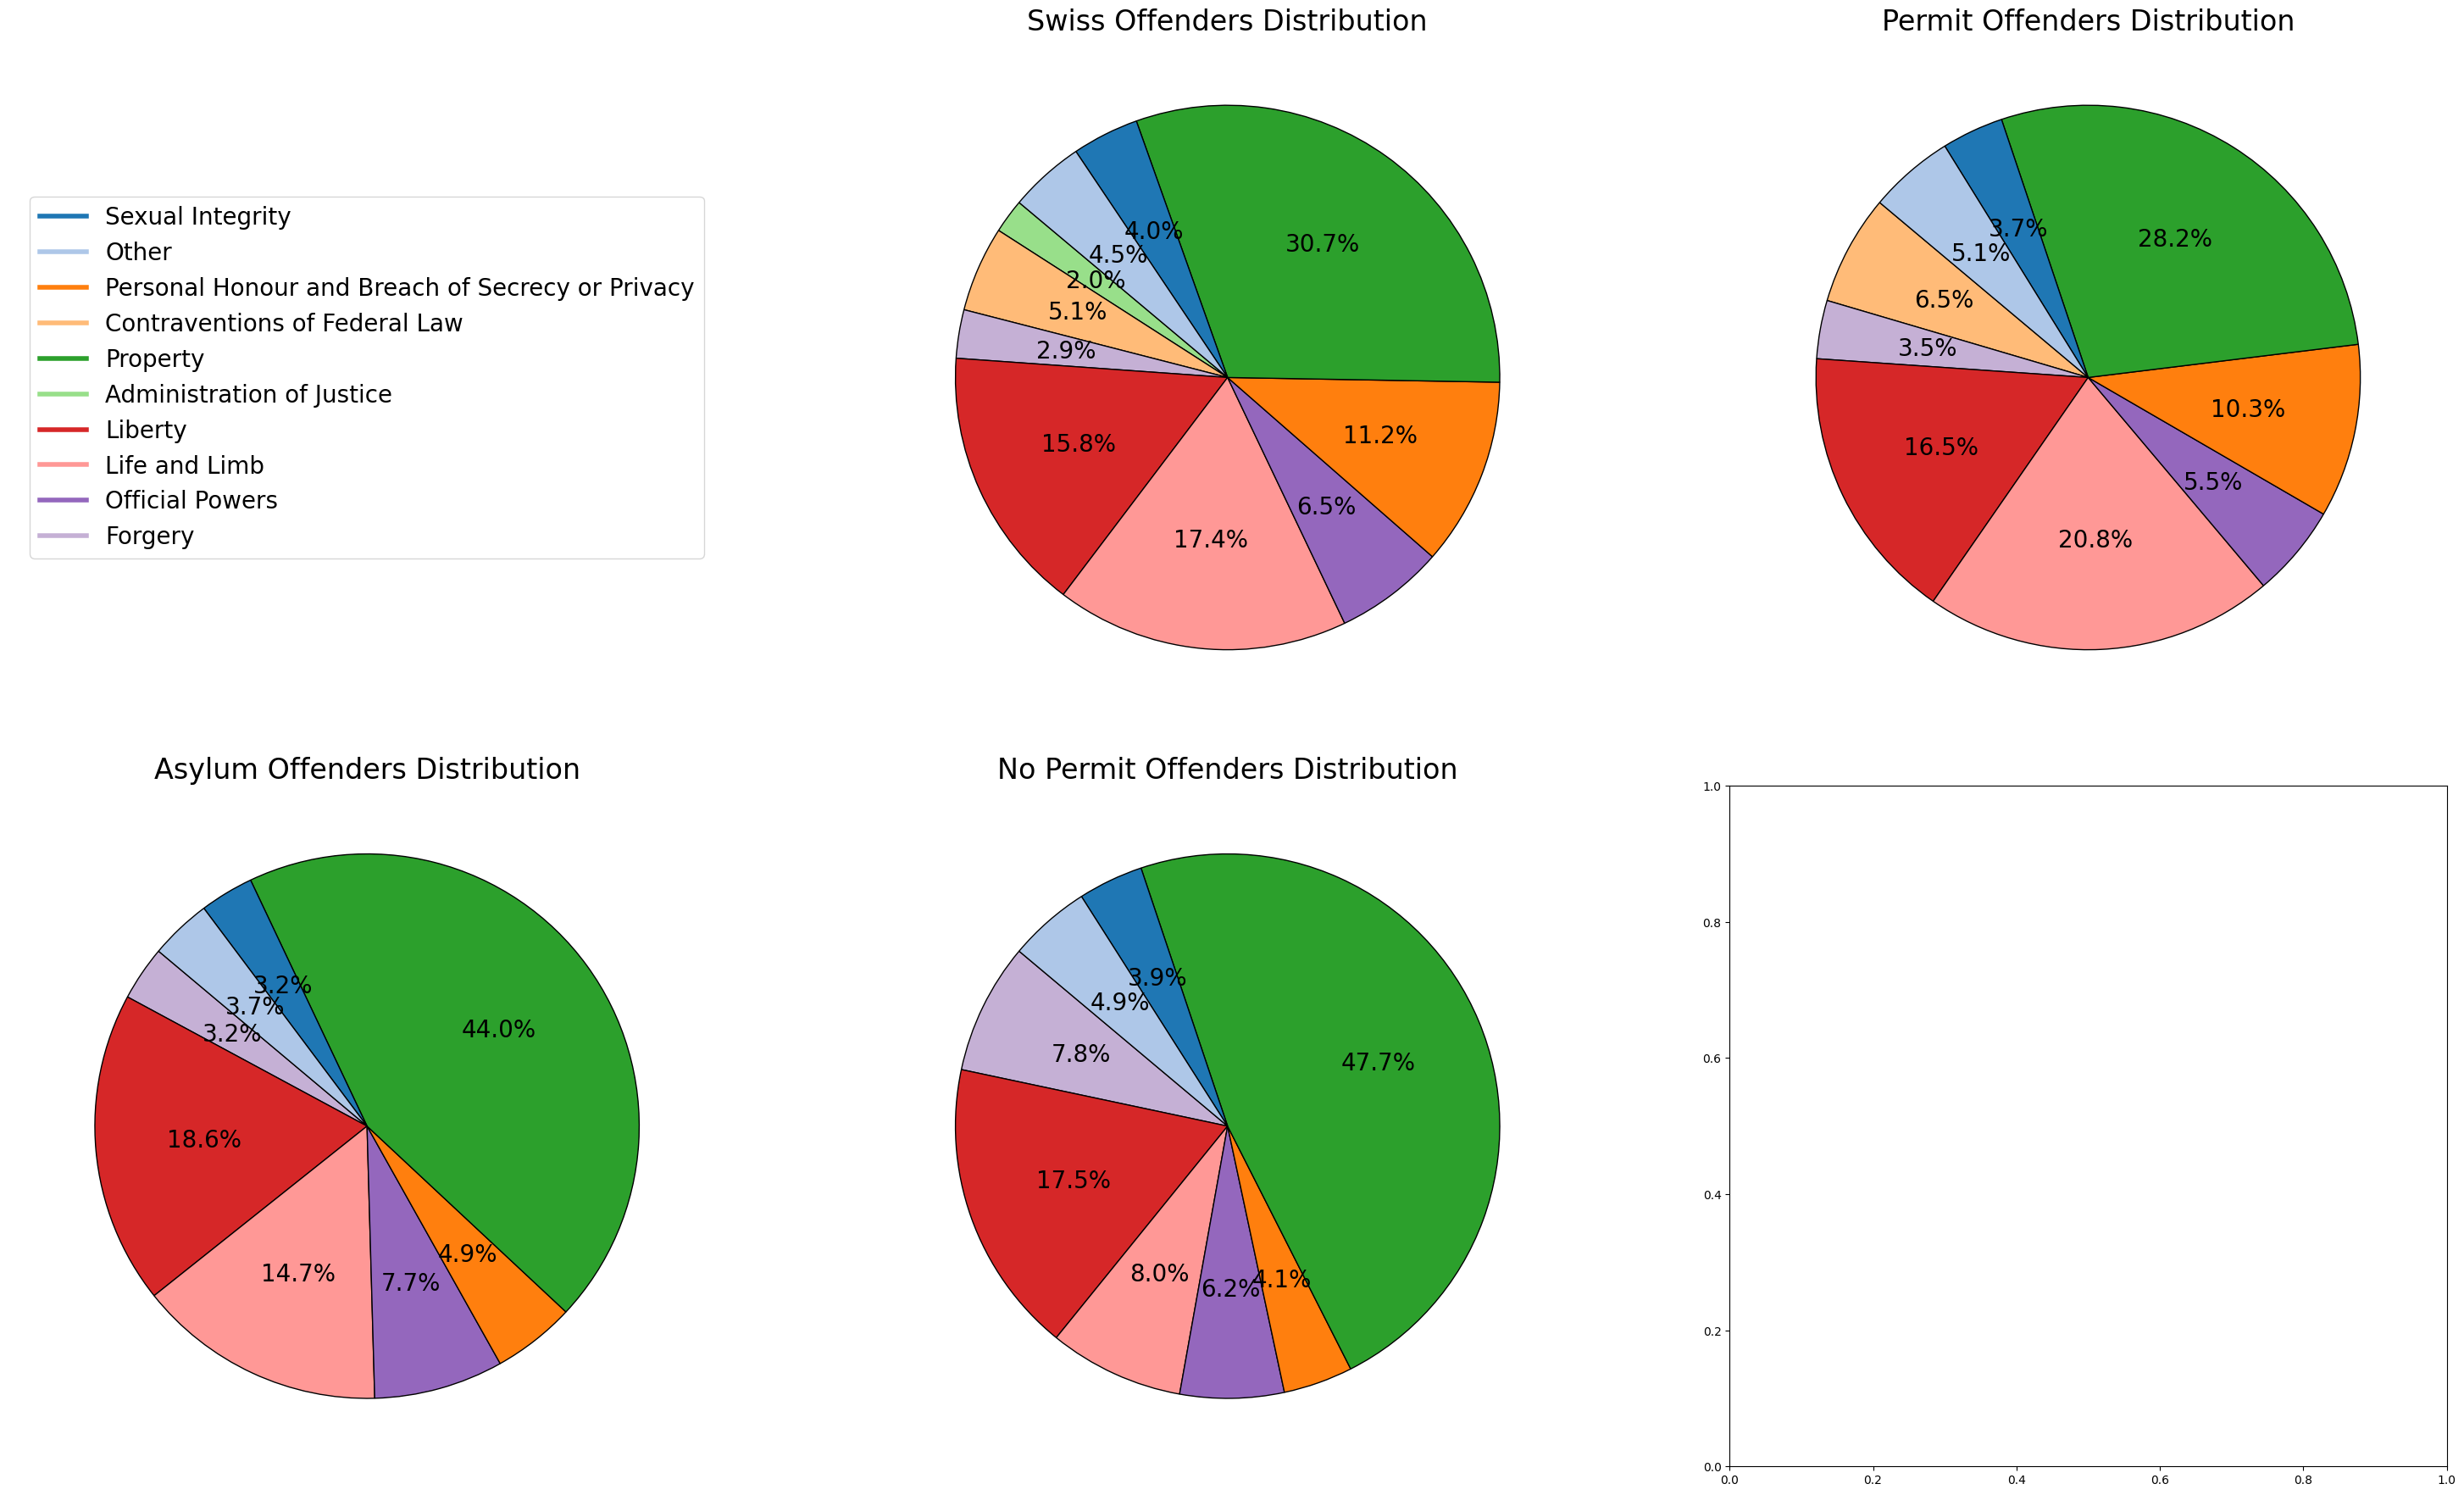 Swiss Offenders Distribution
Permit Offenders Distribution
Sexual Integrity
Other
Personal Honour and Breach of Secrecy or Privacy
Contraventions of Federal Law
Property
Administration of Justice
Liberty
Life and Limb
Official Powers
Forgery
4.0%
4.5%
2.0%
5.1%
2.9%
15.8%
17.4%
6.5%
11.2%
30.7%
3.7%
5.1%
6.5%
3.5%
16.5%
20.8%
5.5%
10.3%
28.2%
Asylum Offenders Distribution
3.2%
3.7%
3.2%
18.6%
14.7%
7.7%
4.9%
44.0%
No Permit Offenders Distribution
3.9%
4.9%
7.8%
17.5%
8.0%
6.2%
4.1%
47.7%
1.0
0.8
0.6
0.4
0.2
0.0
0.0 0.2 0.4 0.6 0.8 1.0